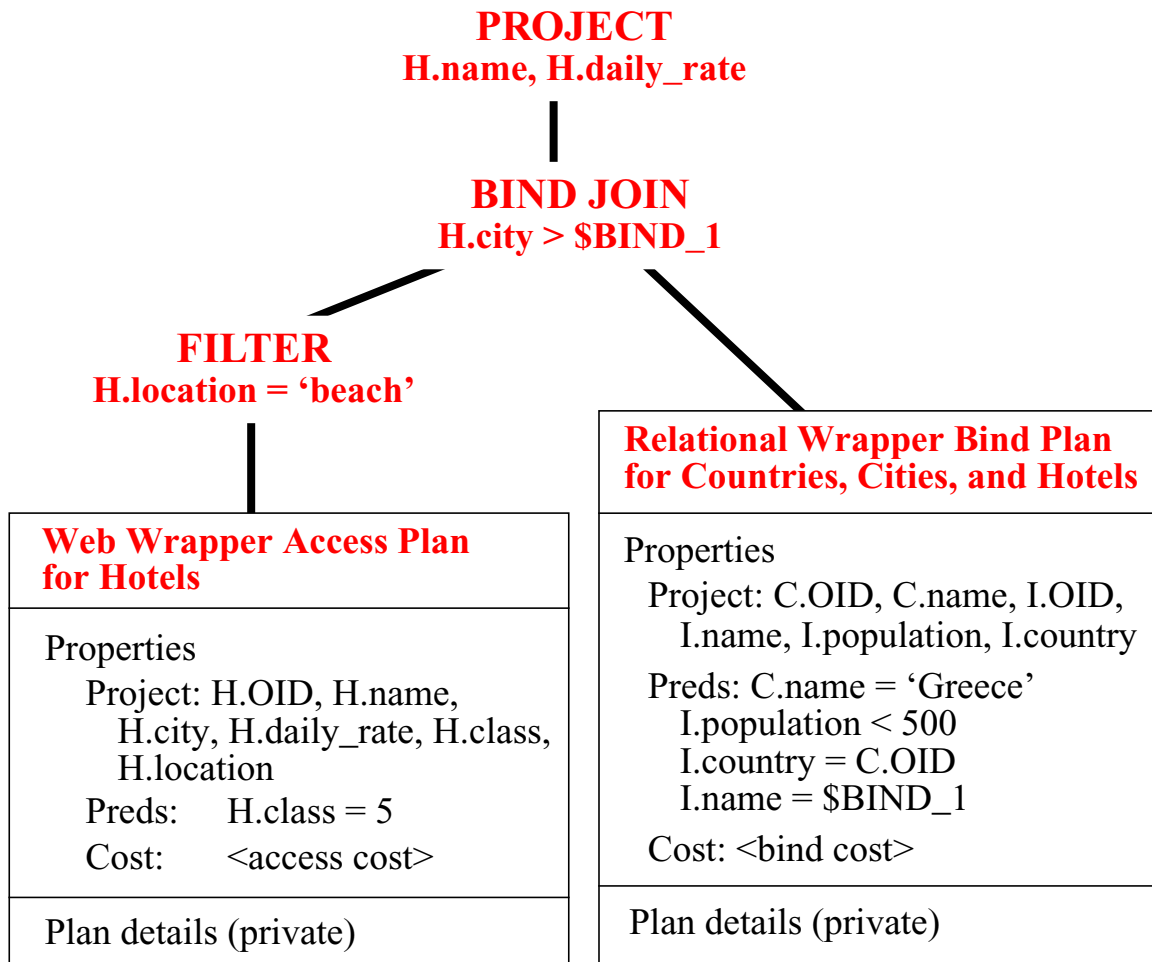 PROJECT
H.name, H.daily_rate
BIND JOIN
H.city > $BIND_1
FILTER
H.location = ‘beach’
Web Wrapper Access Plan
for Hotels
Properties
Project: H.OID, H.name,
H.city, H.daily_rate, H.class,
H.location
Preds: H.class = 5
Cost: <access cost>
Plan details (private)
Relational Wrapper Bind Plan
for Countries, Cities, and Hotels
Properties
Project: C.OID, C.name, I.OID,
I.name, I.population, I.country
Preds: C.name = ‘Greece’
I.population < 500
I.country = C.OID
I.name = $BIND_1
Cost: <bind cost>
Plan details (private)